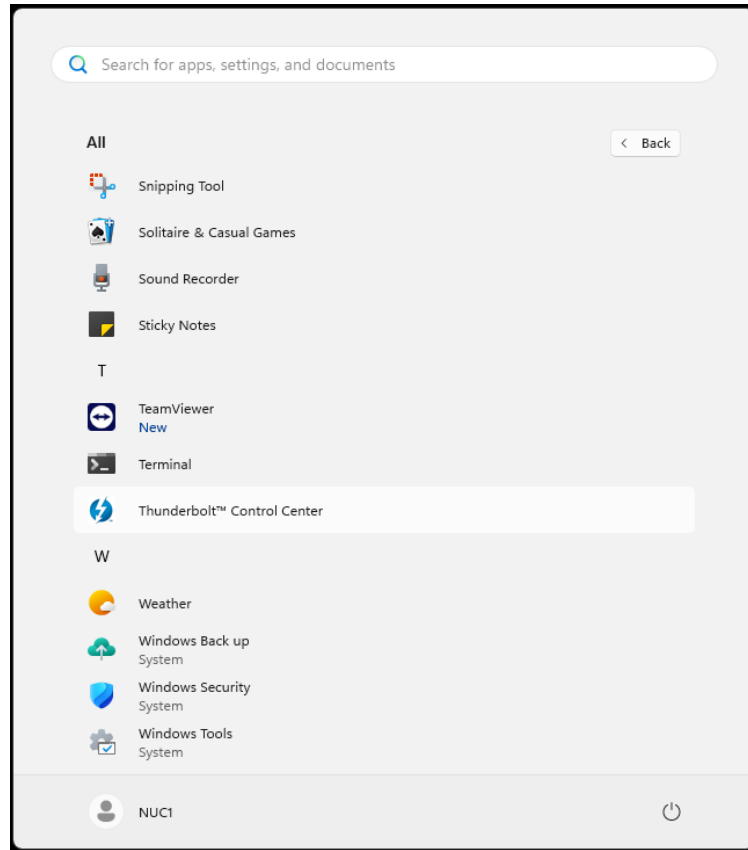 Search for apps, settings, and documents
All
Back
Snipping Tool
Solitaire & Casual Games
Sound Recorder
Sticky Notes
T
TeamViewer
New
Terminal
Thunderbolt™ Control Center
W
Weather
Windows Back up
System
Windows Security
System
Windows Tools
System
NUC1